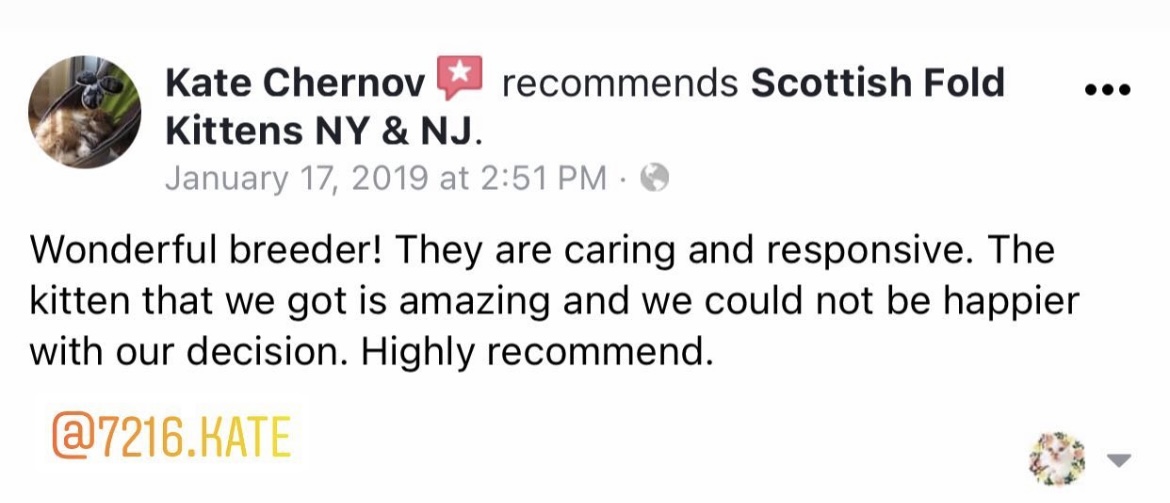 Kate Chernov recommends Scottish Fold
Kittens NY & NJ.
January 17, 2019 at 2:51 PM ·
Wonderful breeder! They are caring and responsive. The
kitten that we got is amazing and we could not be happier
with our decision. Highly recommend.
@7216.KATE